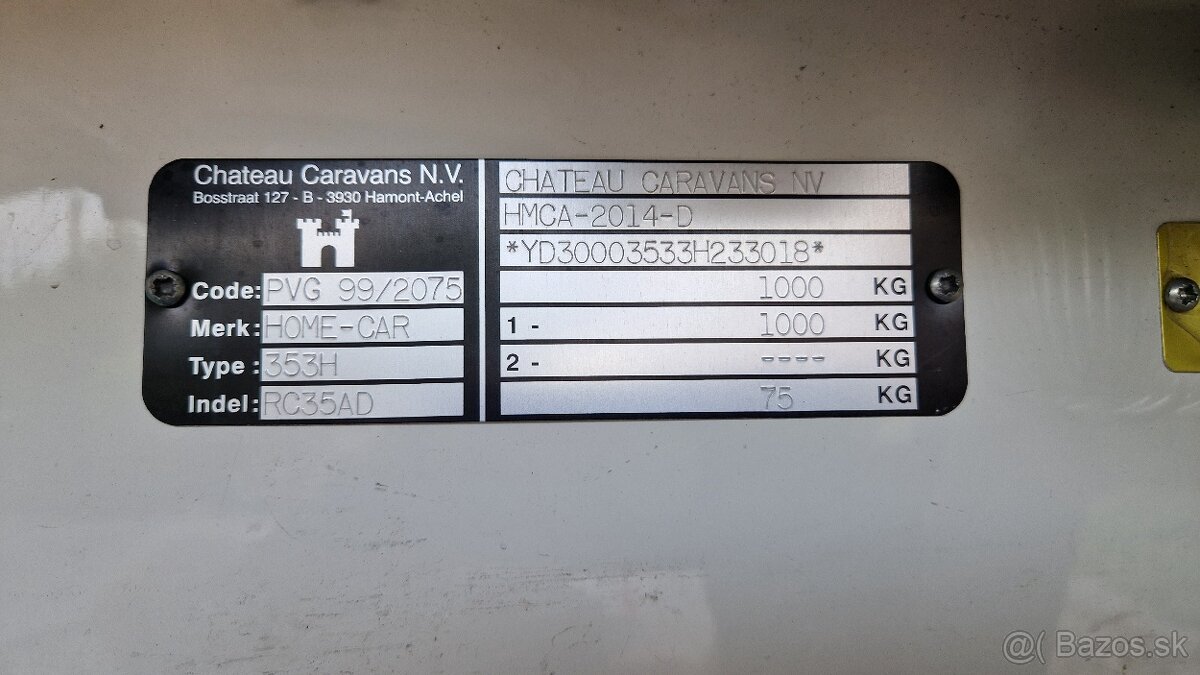 Chateau Caravans N.V.
Bosstraat 127 - B - 3930 Hamont-Achel
Code: PVG 99/2075
Merk: HOME-CAR
Type : 353H
Indel: RC35AD
CHATEAU CARAVANS NV
HMCA-2014-D
*YD30003533H233018*
1000 KG
1 - 1000 KG
2 - ---- KG
75 KG
@( Bazos.sk